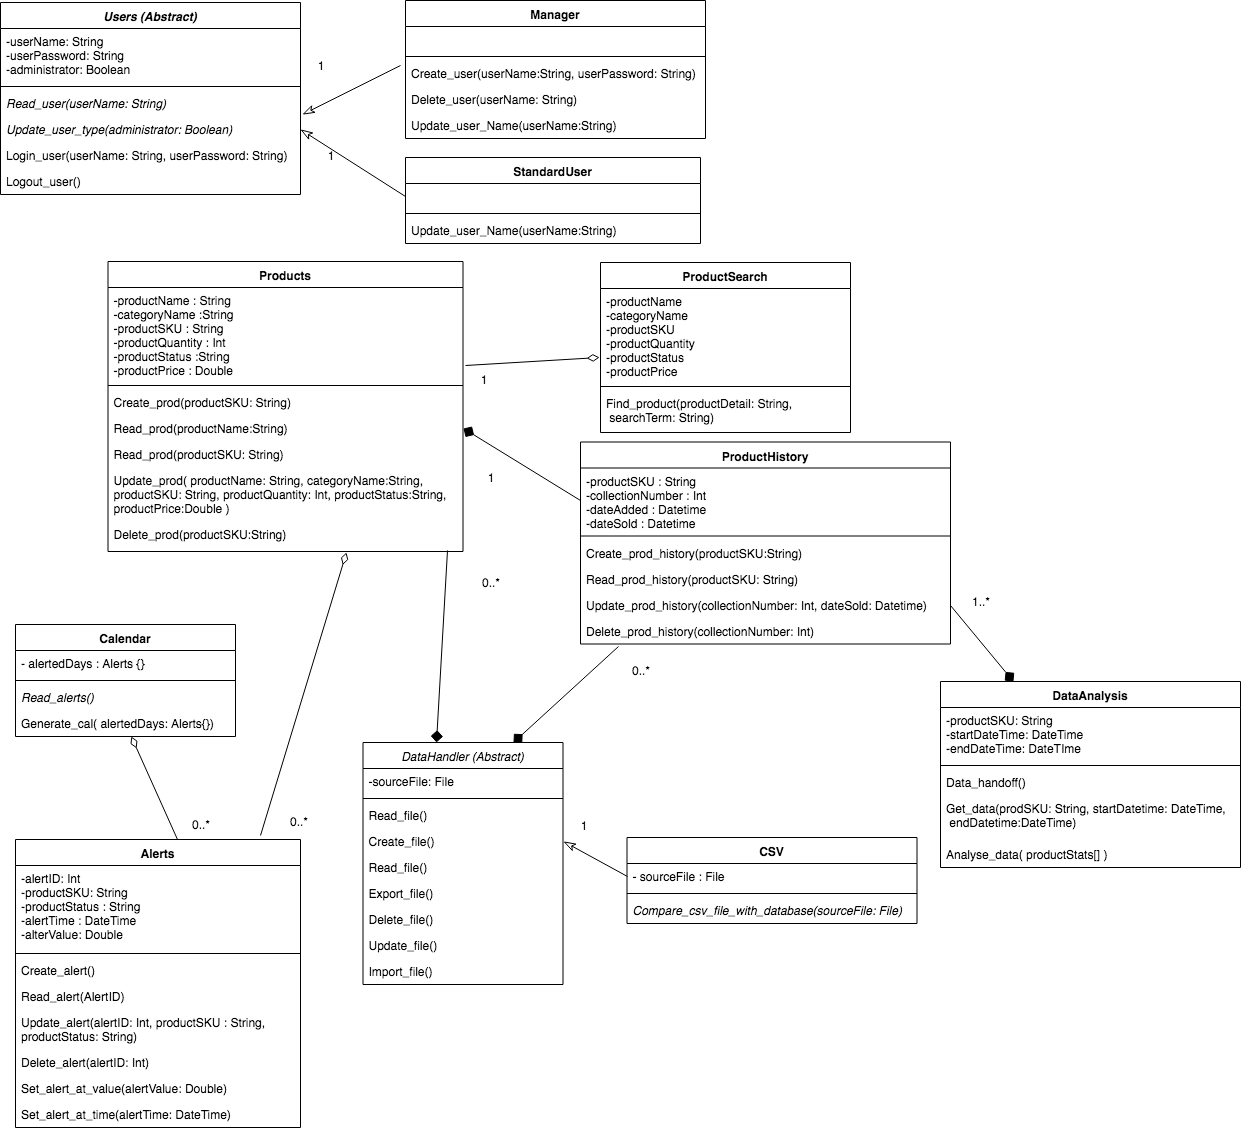 Users (Abstract)
-userName: String
-userPassword: String
-administrator: Boolean
Read_user(userName: String)
Update_user_type(administrator: Boolean)
Login_user(userName: String, userPassword: String)
Logout_user()
1
1
Manager
Create_user(userName:String, userPassword: String)
Delete_user(userName: String)
Update_user_Name(userName:String)
StandardUser
Update_user_Name(userName:String)
Products
-productName : String
-categoryName :String
-productSKU : String
-productQuantity : Int
-productStatus :String
-productPrice : Double
Create_prod(productSKU: String)
Read_prod(productName:String)
Read_prod(productSKU: String)
Update_prod( productName: String, categoryName:String,
productSKU: String, productQuantity: Int, productStatus:String,
productPrice:Double )
Delete_prod(productSKU:String)
1
1
0..*
ProductSearch
-productName
-categoryName
-productSKU
-productQuantity
-productStatus
-productPrice
Find_product(productDetail: String,
searchTerm: String)
ProductHistory
-productSKU : String
-collectionNumber : Int
-dateAdded : Datetime
-dateSold : Datetime
Create_prod_history(productSKU:String)
Read_prod_history(productSKU: String)
Update_prod_history(collectionNumber: Int, dateSold: Datetime)
Delete_prod_history(collectionNumber: Int)
1..*
0..*
Calendar
- alertedDays : Alerts {}
Read_alerts()
Generate_cal( alertedDays: Alerts{})
0..*
0..*
DataHandler (Abstract)
-sourceFile: File
Read_file()
Create_file()
Read_file()
Export_file()
Delete_file()
Update_file()
Import_file()
1
CSV
- sourceFile : File
Compare_csv_file_with_database(sourceFile: File)
DataAnalysis
-productSKU: String
-startDateTime: DateTime
-endDateTime: DateTIme
Data_handoff()
Get_data(prodSKU: String, startDatetime: DateTime,
endDatetime:DateTime)
Analyse_data( productStats[] )
Alerts
-alertID: Int
-productSKU: String
-productStatus : String
-alertTime : DateTime
-alterValue: Double
Create_alert()
Read_alert(AlertID)
Update_alert(alertID: Int, productSKU : String,
productStatus: String)
Delete_alert(alertID: Int)
Set_alert_at_value(alertValue: Double)
Set_alert_at_time(alertTime: DateTime)